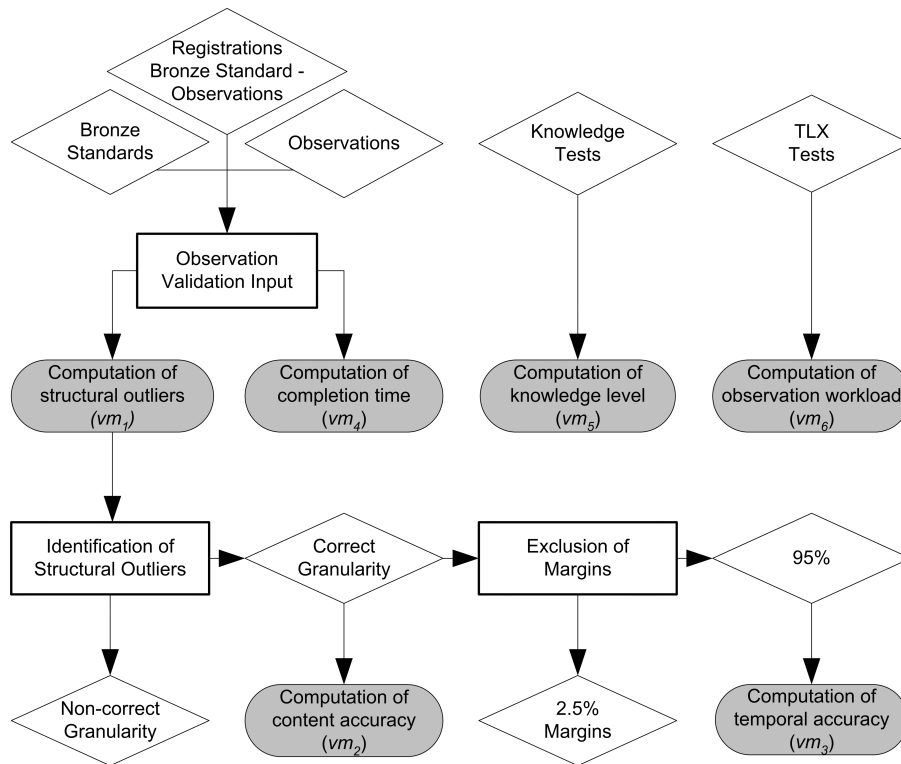 Registrations
Bronze Standard -
Observations
Bronze
Standards
Observations
Knowledge
Tests
TLX
Tests
Observation
Validation Input
Computation of
structural outliers
(vm₁)
Computation of
completion time
(vm₄)
Computation of
knowledge level
(vm₅)
Computation of
observation workload
(vm₆)
Identification of
Structural Outliers
Correct
Granularity
Exclusion of
Margins
95%
Non-correct
Granularity
Computation of
content accuracy
(vm₂)
2.5%
Margins
Computation of
temporal accuracy
(vm₃)